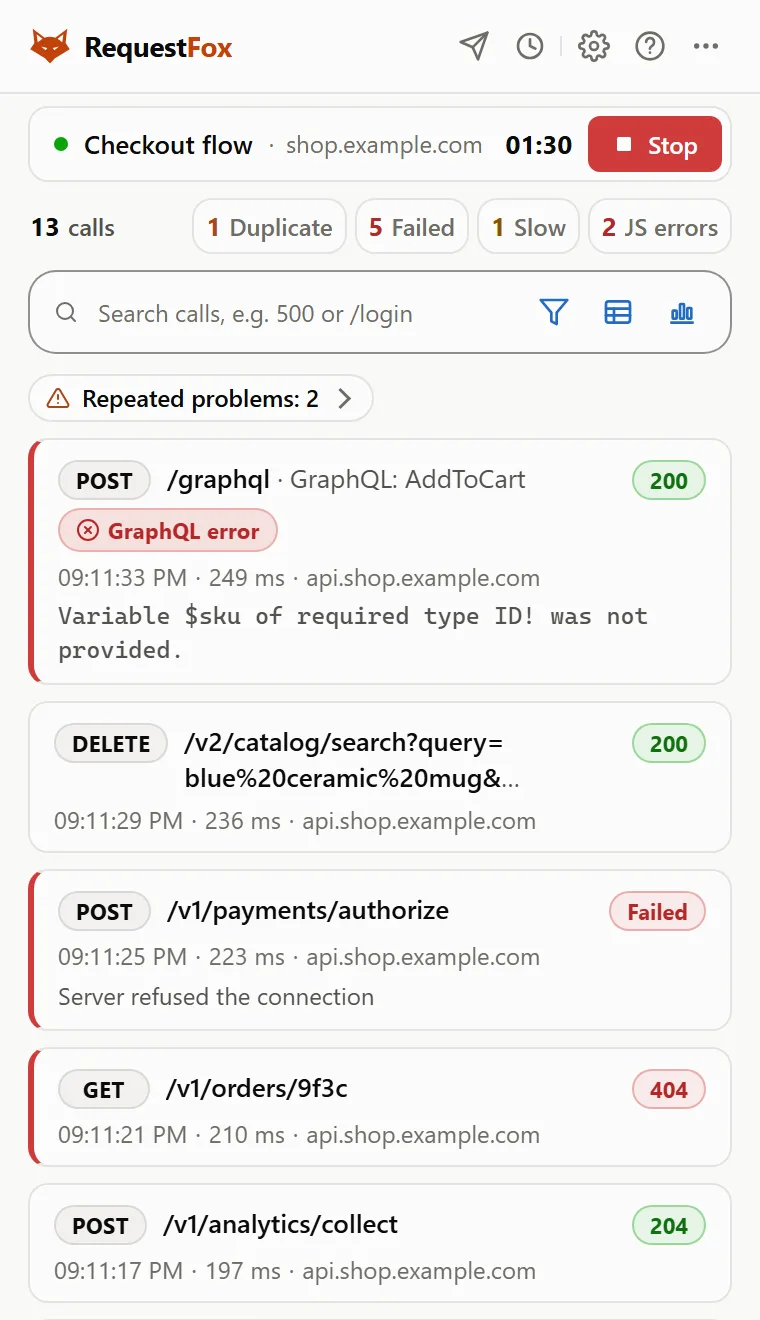 RequestFox
Checkout flow · shop.example.com 01:30 Stop
13 calls 1 Duplicate 5 Failed 1 Slow 2 JS errors
Search calls, e.g. 500 or /login
Repeated problems: 2
POST /graphql · GraphQL: AddToCart 200
GraphQL error
09:11:33 PM · 249 ms · api.shop.example.com
Variable $sku of required type ID! was not
provided.
DELETE /v2/catalog/search?query= 200
blue%20ceramic%20mug&…
09:11:29 PM · 236 ms · api.shop.example.com
POST /v1/payments/authorize Failed
09:11:25 PM · 223 ms · api.shop.example.com
Server refused the connection
GET /v1/orders/9f3c 404
09:11:21 PM · 210 ms · api.shop.example.com
POST /v1/analytics/collect 204
09:11:17 PM · 197 ms · api.shop.example.com